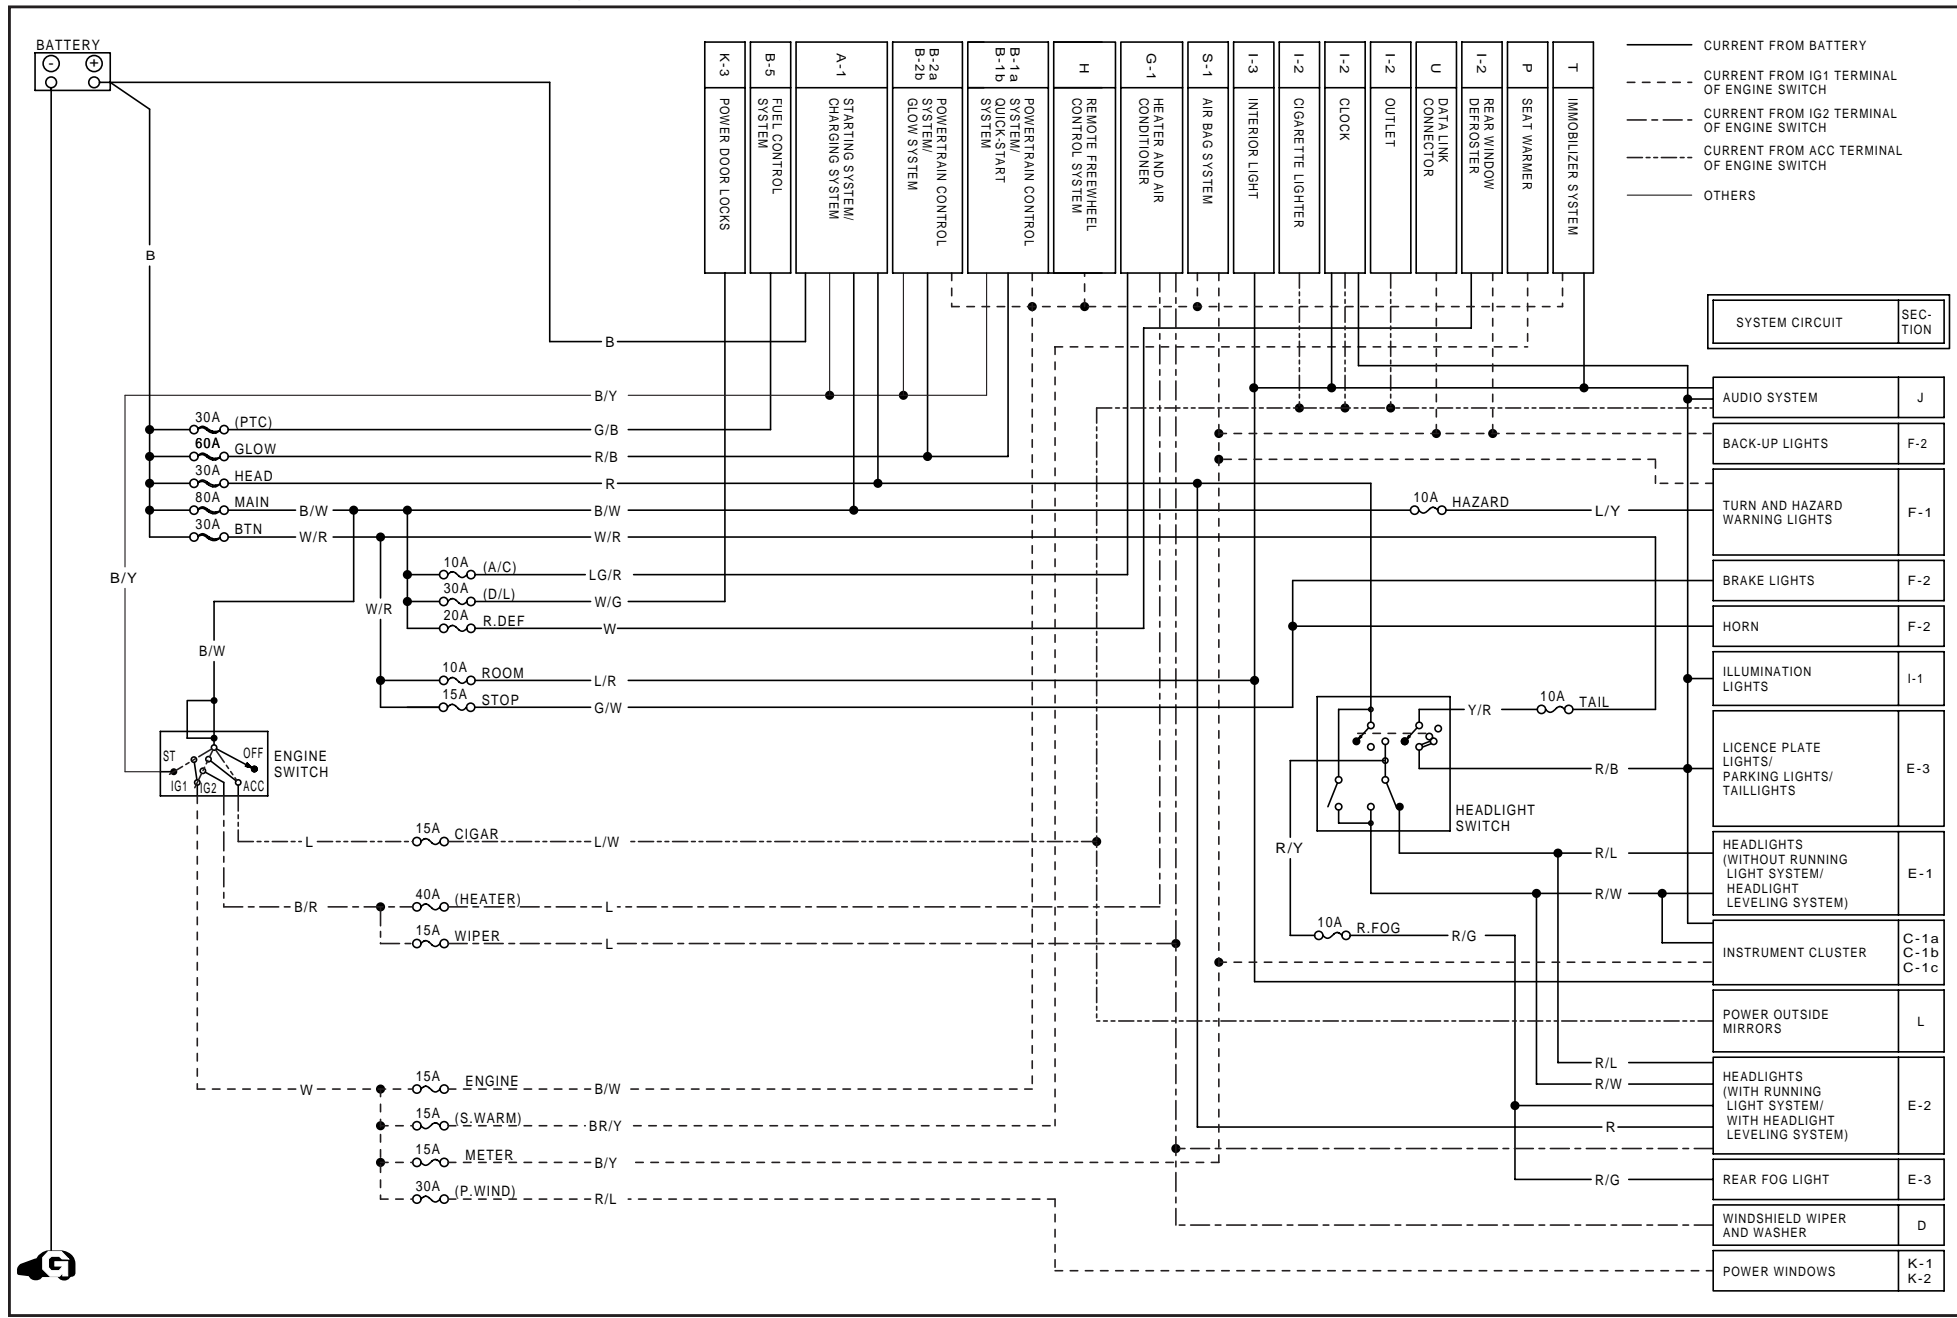 BATTERY
-
+
K-3
POWER DOOR LOCKS
B-5
FUEL CONTROL
SYSTEM
A-1
STARTING SYSTEM/
CHARGING SYSTEM
B-2a
B-2b
POWERTRAIN CONTROL
SYSTEM/
GLOW SYSTEM
B-1a
B-1b
POWERTRAIN CONTROL
SYSTEM/
QUICK-START
SYSTEM
H
REMOTE FREEWHEEL
CONTROL SYSTEM
G-1
HEATER AND AIR
CONDITIONER
S-1
AIR BAG SYSTEM
I-3
INTERIOR LIGHT
I-2
CIGARETTE LIGHTER
I-2
CLOCK
I-2
OUTLET
U
DATA LINK
CONNECTOR
I-2
REAR WINDOW
DEFROSTER
P
SEAT WARMER
T
IMMOBILIZER SYSTEM
CURRENT FROM BATTERY
CURRENT FROM IG1 TERMINAL
OF ENGINE SWITCH
CURRENT FROM IG2 TERMINAL
OF ENGINE SWITCH
CURRENT FROM ACC TERMINAL
OF ENGINE SWITCH
OTHERS
B
B
B/Y
30A (PTC) G/B
60A GLOW R/B
30A HEAD R
80A MAIN B/W B/W
10A HAZARD L/Y
30A BTN W/R W/R
B/Y
10A (A/C) LG/R
30A (D/L) W/G
W/R
20A R.DEF W
B/W
10A ROOM L/R
15A STOP G/W
10A TAIL
Y/R
R/B
ST
OFF
IG1
IG2
ACC
ENGINE
SWITCH
HEADLIGHT
SWITCH
L 15A CIGAR L/W
R/Y
R/L
R/W
B/R 40A (HEATER) L
15A WIPER L
10A R.FOG R/G
R/L
R/W
R
R/G
W 15A ENGINE B/W
15A (S.WARM) BR/Y
15A METER B/Y
30A (P.WIND) R/L
G
SYSTEM CIRCUIT
SEC-
TION
AUDIO SYSTEM J
BACK-UP LIGHTS F-2
TURN AND HAZARD
WARNING LIGHTS
F-1
BRAKE LIGHTS F-2
HORN F-2
ILLUMINATION
LIGHTS
I-1
LICENCE PLATE
LIGHTS/
PARKING LIGHTS/
TAILLIGHTS
E-3
HEADLIGHTS
(WITHOUT RUNNING
LIGHT SYSTEM/
HEADLIGHT
LEVELING SYSTEM)
E-1
INSTRUMENT CLUSTER
C-1a
C-1b
C-1c
POWER OUTSIDE
MIRRORS
L
HEADLIGHTS
(WITH RUNNING
LIGHT SYSTEM/
WITH HEADLIGHT
LEVELING SYSTEM)
E-2
REAR FOG LIGHT E-3
WINDSHIELD WIPER
AND WASHER
D
POWER WINDOWS
K-1
K-2